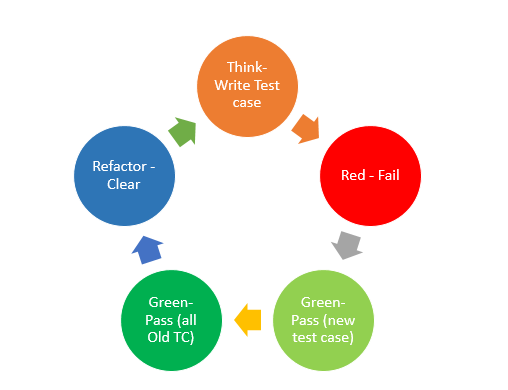 Think-
Write Test
case
Red - Fail
Green-
Pass (new
test case)
Green-
Pass (all
Old TC)
Refactor -
Clear